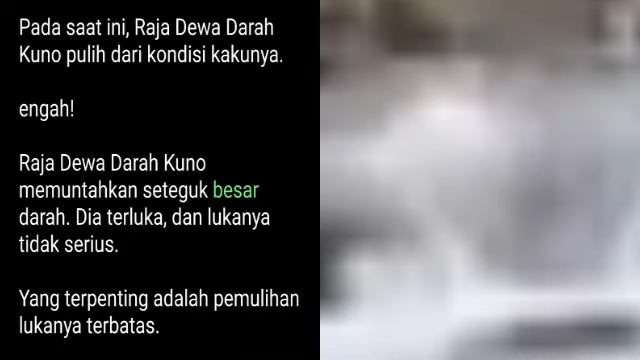 Pada saat ini, Raja Dewa Darah
Kuno pulih dari kondisi kakunya.
engah!
Raja Dewa Darah Kuno
memuntahkan seteguk besar
darah. Dia terluka, dan lukanya
tidak serius.
Yang terpenting adalah pemulihan
lukanya terbatas.